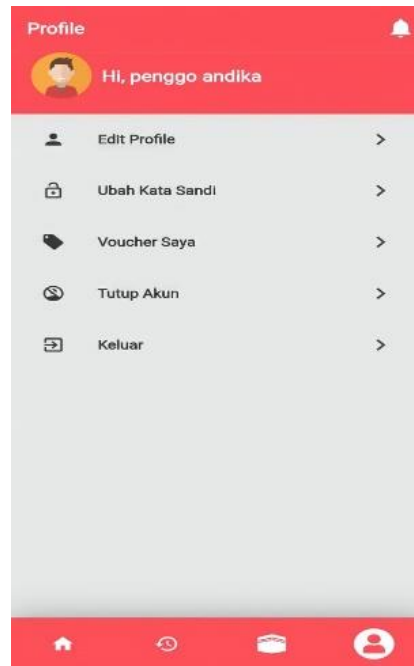 Profile
Hi, penggo andika
Edit Profile
Ubah Kata Sandi
Voucher Saya
Tutup Akun
Keluar